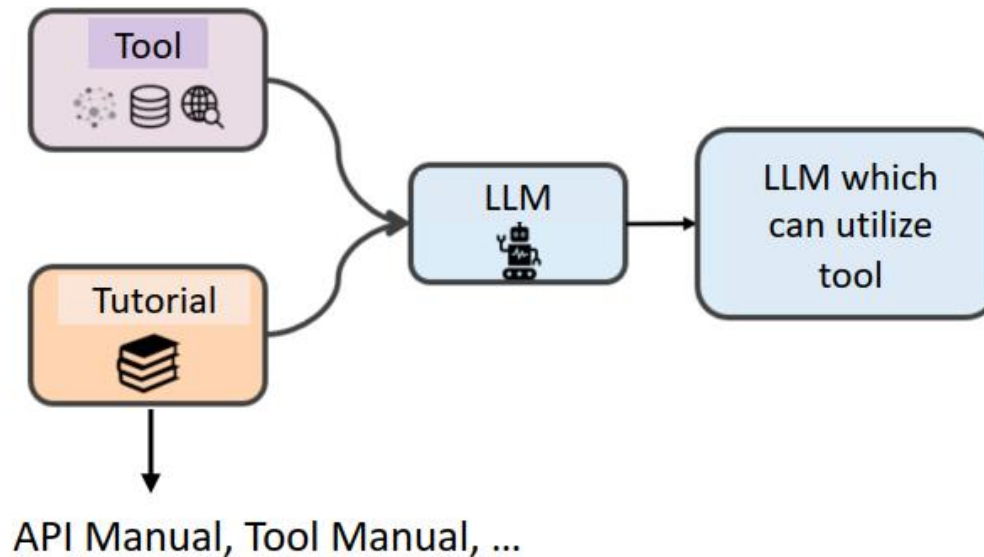 Tool
Tutorial
LLM
LLM which
can utilize
tool
API Manual, Tool Manual, ...